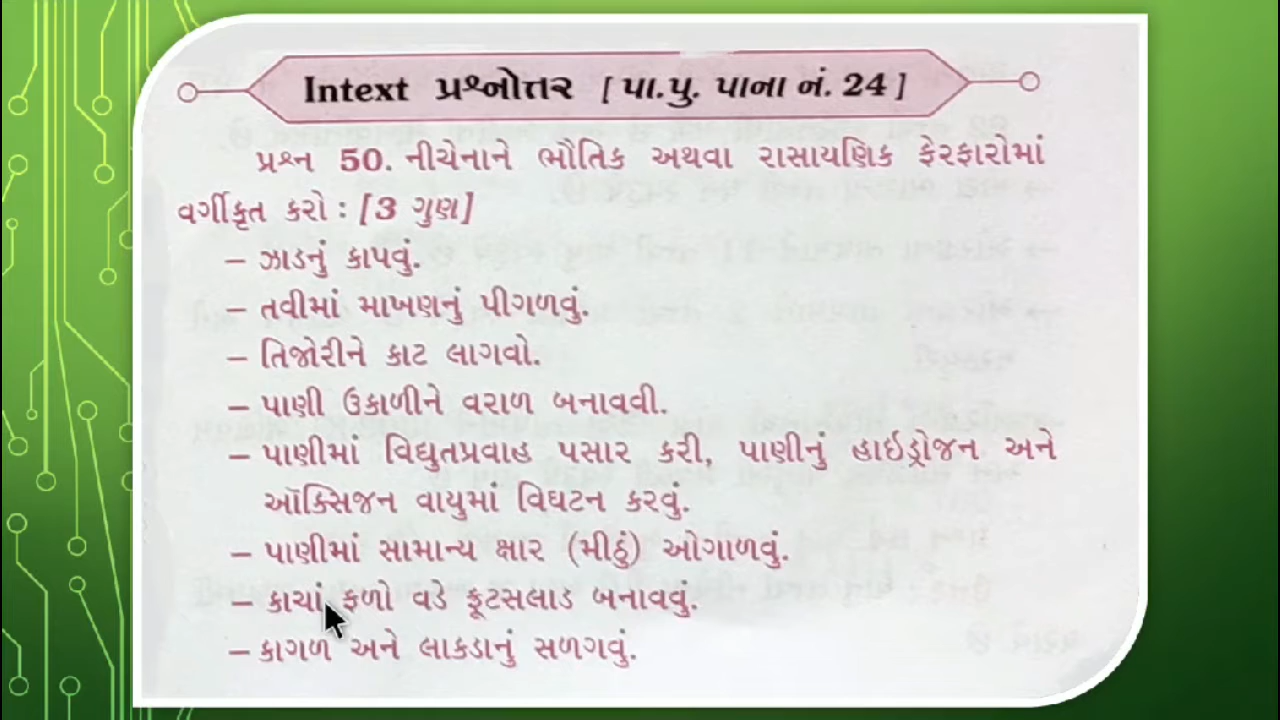 Intext પ્રશ્નોત્તર [ પા.પુ. પાના નં. 24 ]
પ્રશ્ન 50. નીચેનાને ભૌતિક અથવા રાસાયણિક ફેરફારોમાં
વર્ગીકૃત કરો : [3 ગુણ]
– ઝાડનું કાપવું.
– તવીમાં માખણનું પીગળવું.
– તિજોરીને કાટ લાગવો.
– પાણી ઉકાળીને વરાળ બનાવવી.
– પાણીમાં વિદ્યુતપ્રવાહ પસાર કરી, પાણીનું હાઇડ્રોજન અને
ઑક્સિજન વાયુમાં વિઘટન કરવું.
– પાણીમાં સામાન્ય ક્ષાર (મીઠું) ઓગાળવું.
– કાચાં ફળો વડે ફ્રૂટસલાડ બનાવવું.
– કાગળ અને લાકડાનું સળગવું.